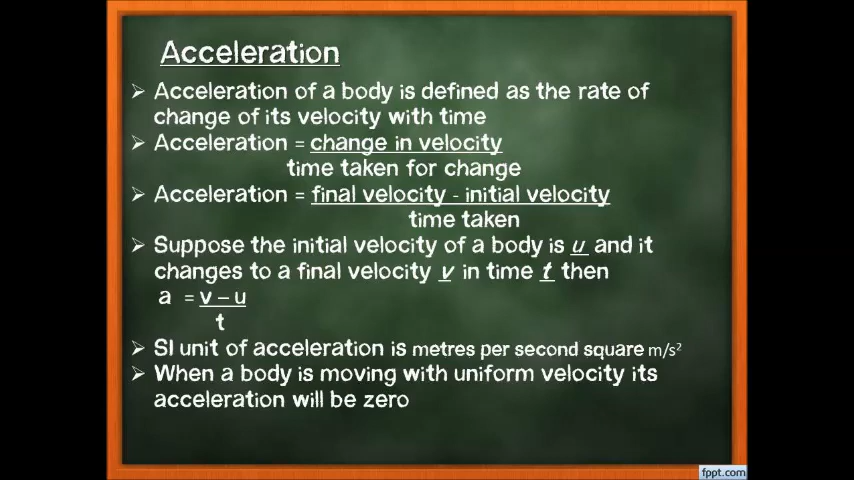 Acceleration
➢ Acceleration of a body is defined as the rate of
change of its velocity with time
➢ Acceleration = change in velocity
time taken for change
➢ Acceleration = final velocity - initial velocity
time taken
➢ Suppose the initial velocity of a body is u and it
changes to a final velocity v in time t then
a = v – u
t
➢ SI unit of acceleration is metres per second square m/s²
➢ When a body is moving with uniform velocity its
acceleration will be zero
fppt.com